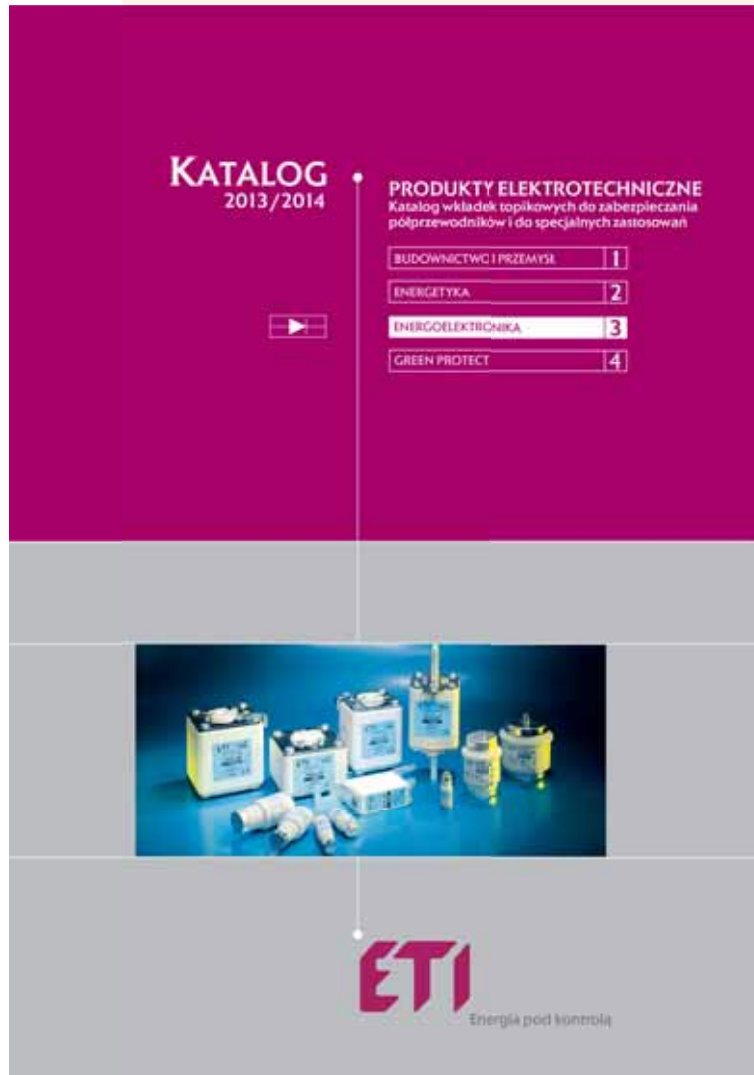 KATALOG
2013/2014
PRODUKTY ELEKTROTECHNICZNE
Katalog wkładek topikowych do zabezpieczania
półprzewodników i do specjalnych zastosowań
BUDOWNICTWO I PRZEMYSŁ 1
ENERGETYKA 2
ENERGOELEKTRONIKA 3
GREEN PROTECT 4
ETI
ETI
Energia pod kontrolą